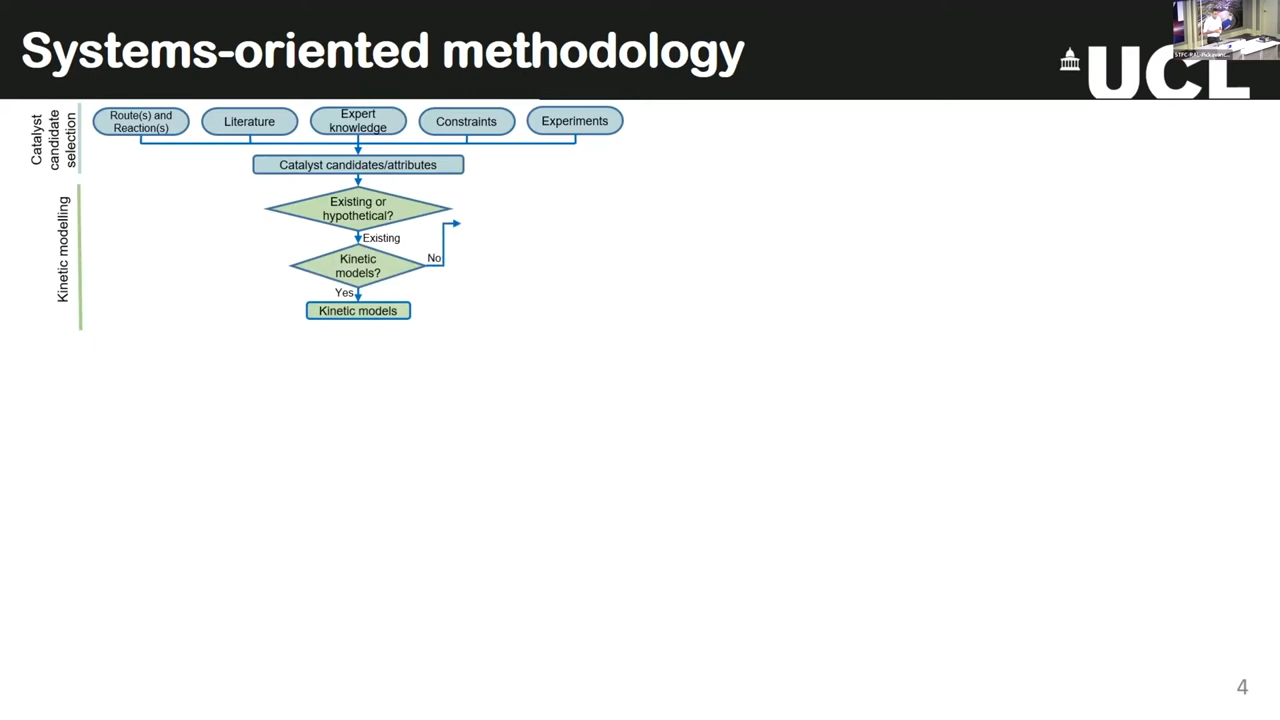 Systems-oriented methodology
UCL
Catalyst
candidate
selection
Route(s) and
Reaction(s)
Literature
Expert
knowledge
Constraints
Experiments
Catalyst candidates/attributes
Kinetic modelling
Existing or
hypothetical?
Existing
Kinetic
models?
No
Yes
Kinetic models
4